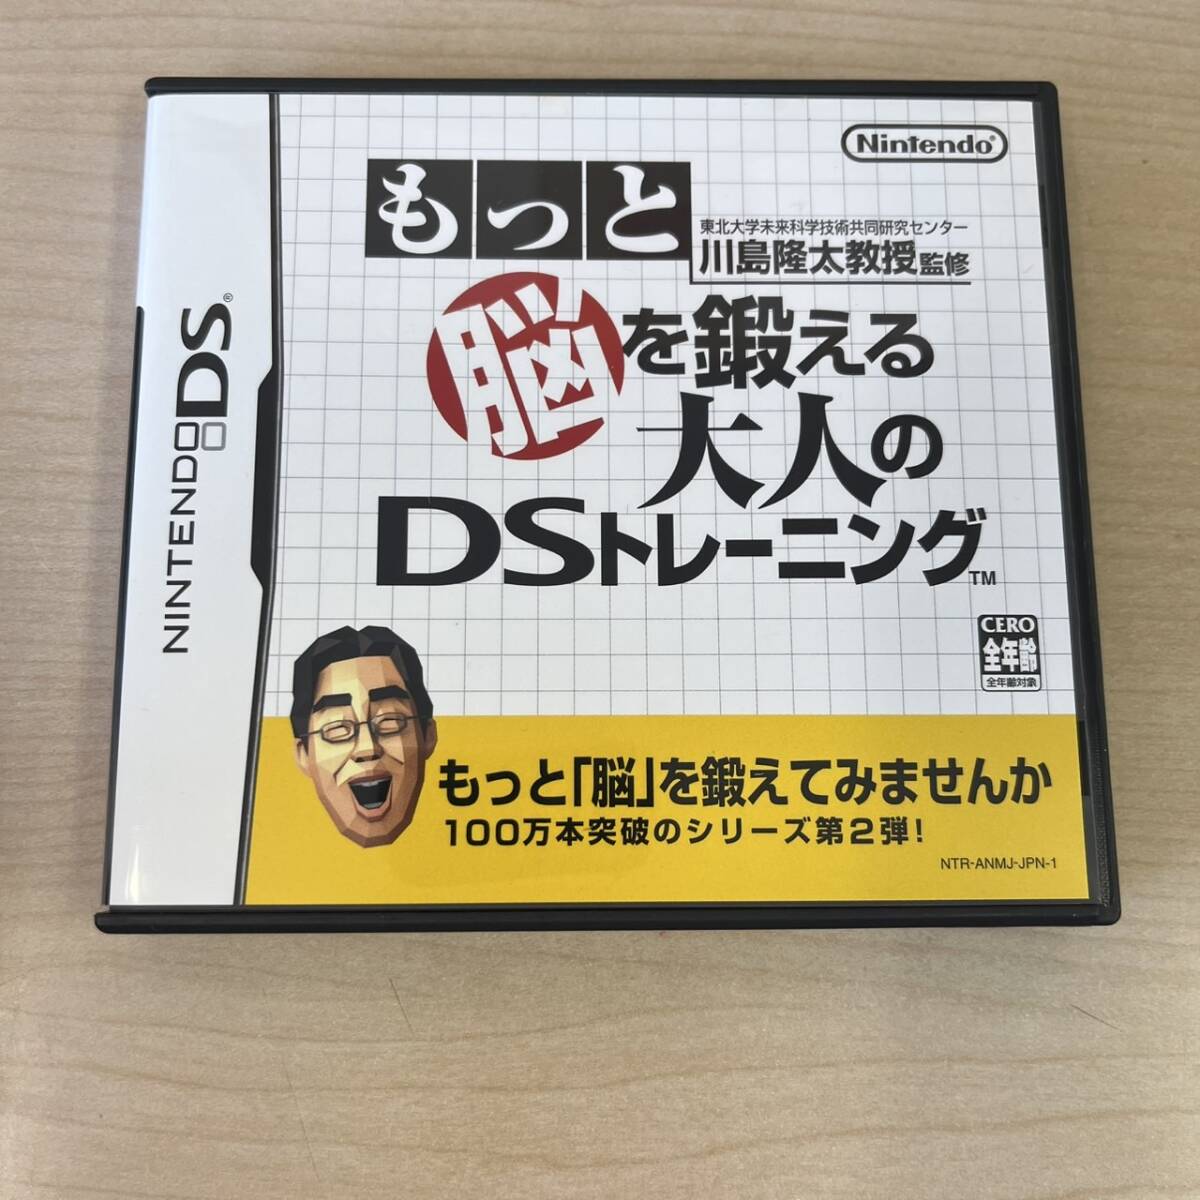 Nintendo®
もっと
東北大学未来科学技術共同研究センター
川島隆太教授監修
脳を鍛える
大人の
DSトレーニング™
NINTENDO DS®
CERO
全年齢
全年齢対象
もっと「脳」を鍛えてみませんか
100万本突破のシリーズ第2弾!
NTR-ANMJ-JPN-1